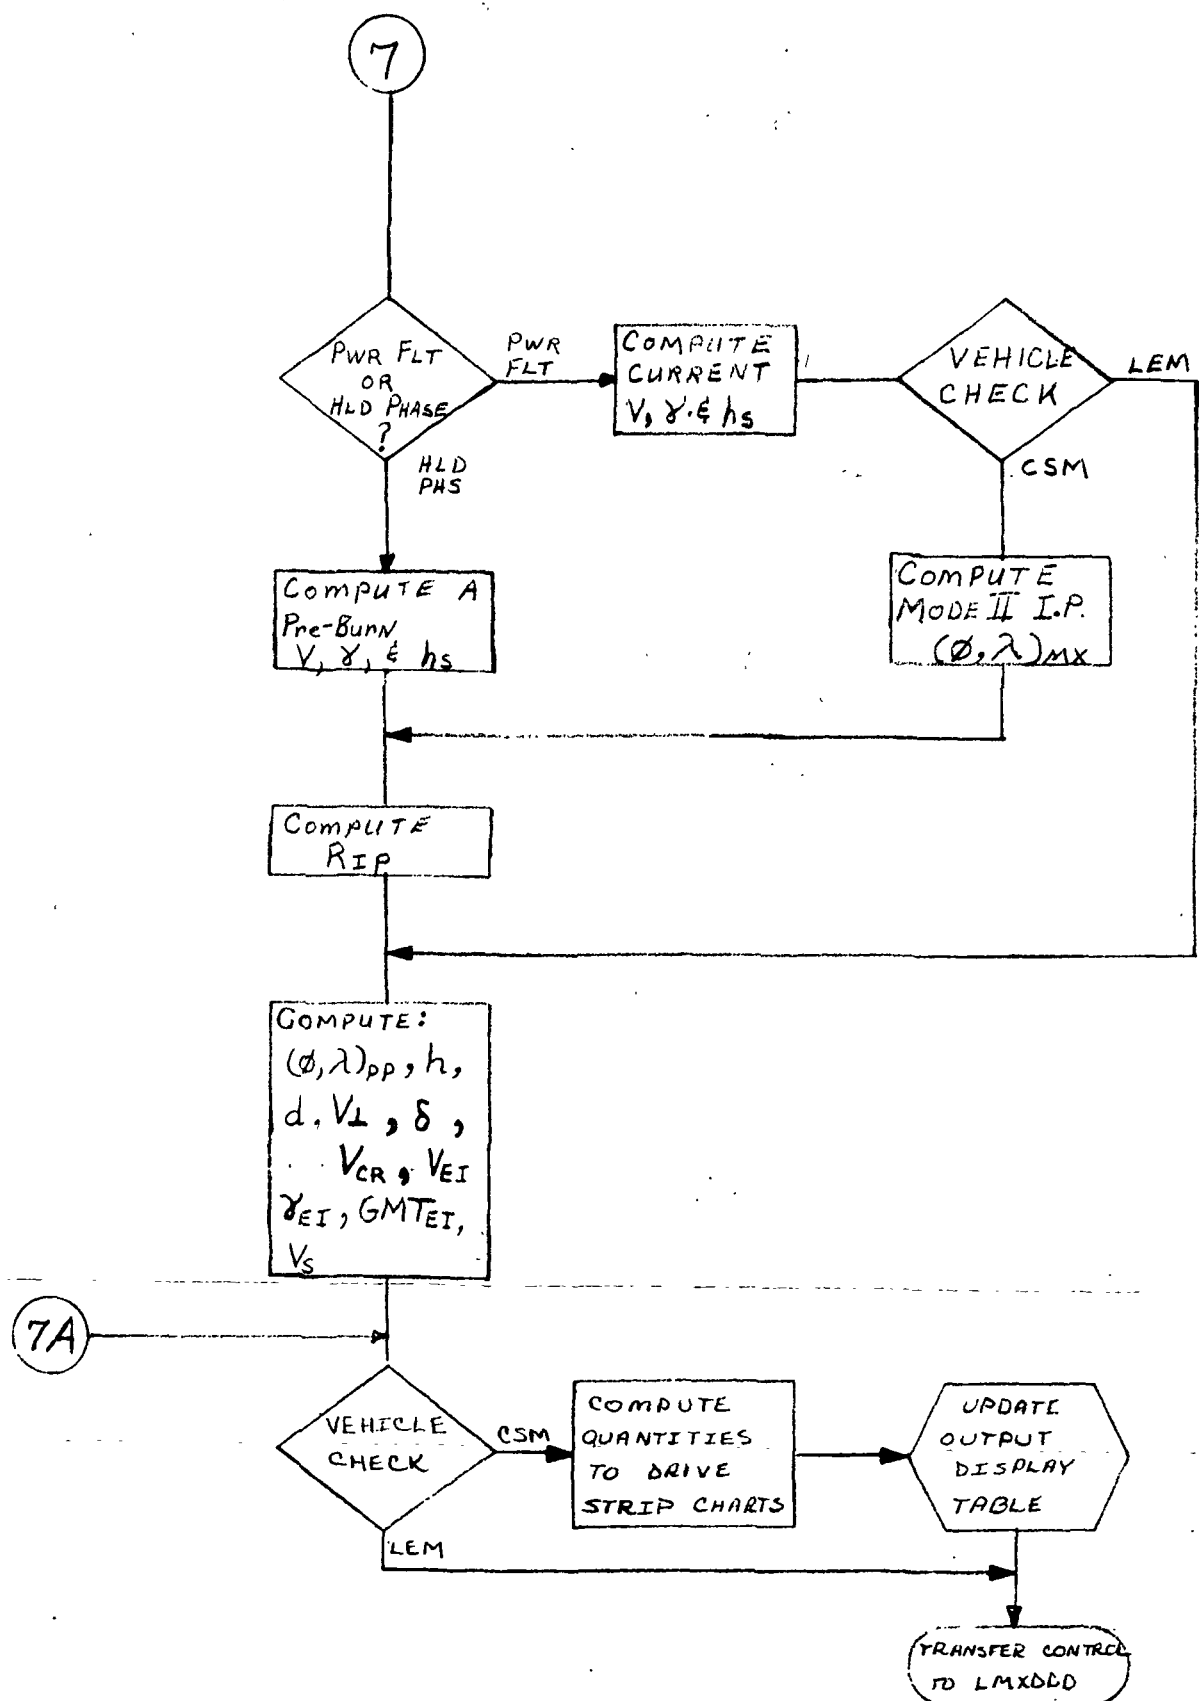 7
PWR FLT
OR
HLD PHASE
?
PWR
FLT
COMPUTE
CURRENT
V, γ & hs
VEHICLE
CHECK
LEM
CSM
HLD
PHS
COMPUTE A
Pre-Burn
V, γ, & hs
COMPUTE
MODE II I.P.
(ø, λ)MX
COMPUTE
RIP
COMPUTE:
(ø, λ)PP, h,
d, V⊥, δ,
VCR, VEI
γEI, GMTEI,
VS
7A
VEHICLE
CHECK
CSM
LEM
COMPUTE
QUANTITIES
TO DRIVE
STRIP CHARTS
UPDATE
OUTPUT
DISPLAY
TABLE
TRANSFER CONTROL
TO LMXDCD